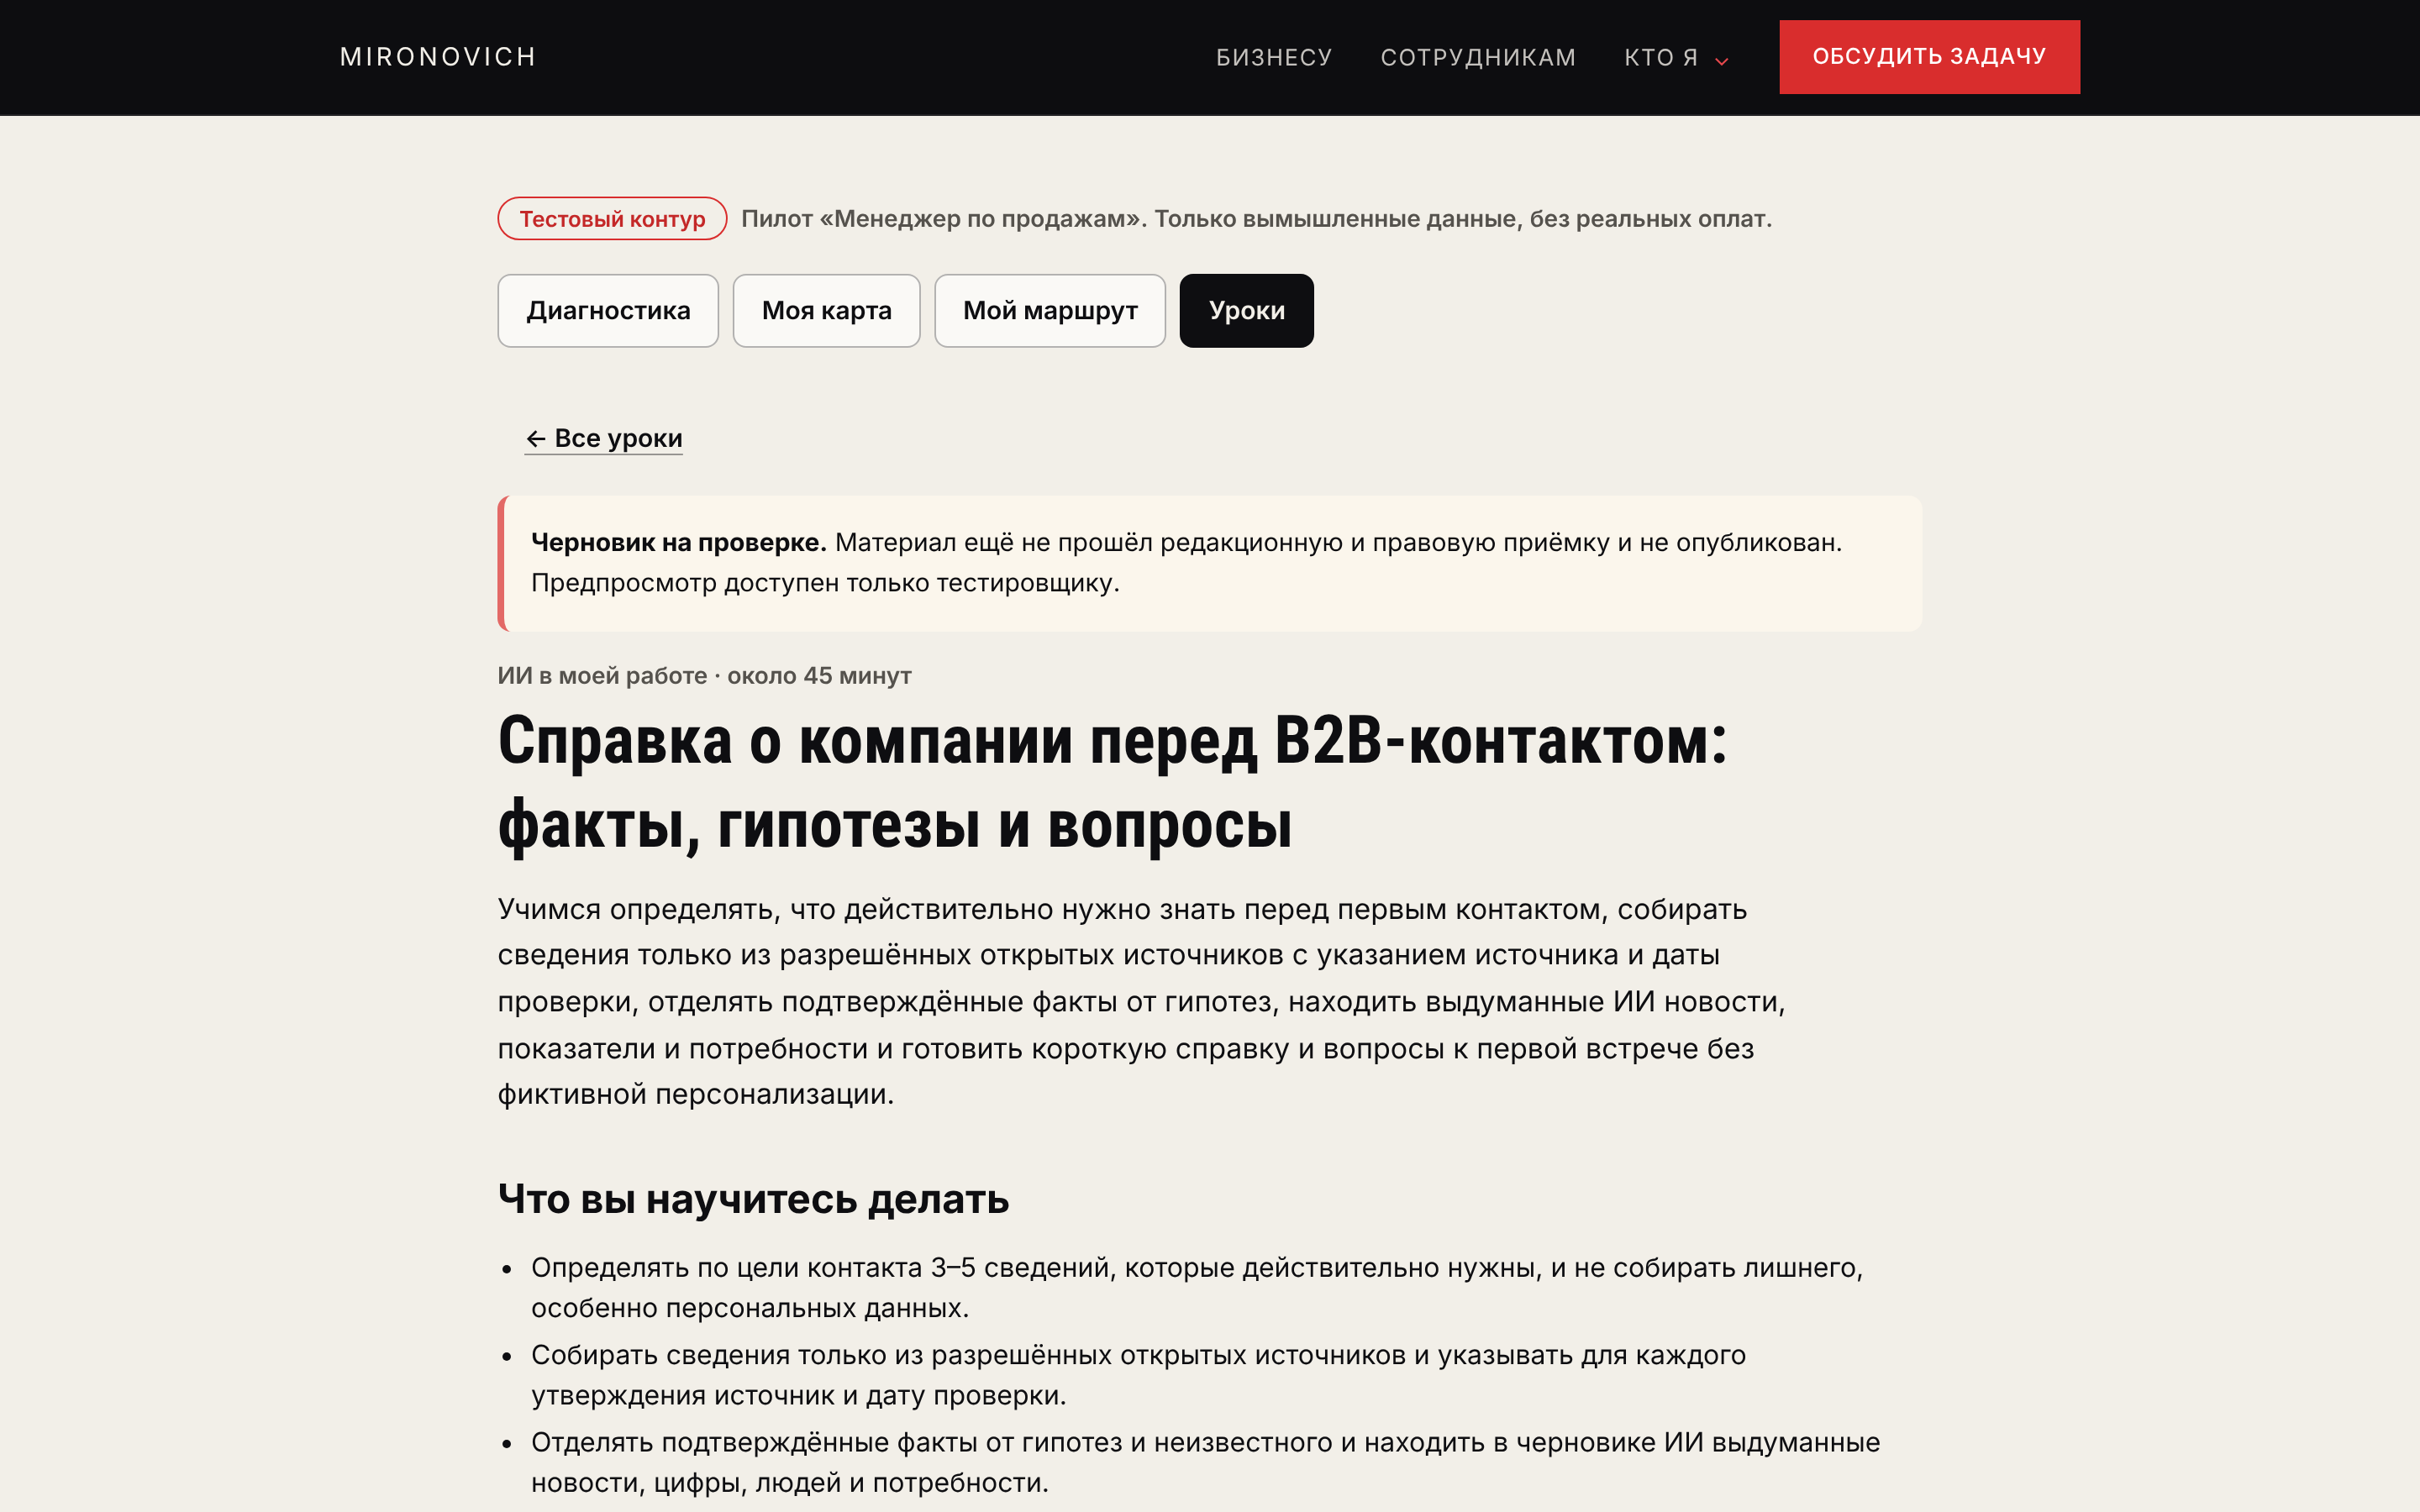 MIRONOVICH
БИЗНЕСУ
СОТРУДНИКАМ
КТО Я
ОБСУДИТЬ ЗАДАЧУ
Тестовый контур
Пилот «Менеджер по продажам». Только вымышленные данные, без реальных оплат.
Диагностика
Моя карта
Мой маршрут
Уроки
← Все уроки
Черновик на проверке. Материал ещё не прошёл редакционную и правовую приёмку и не опубликован.
Предпросмотр доступен только тестировщику.
ИИ в моей работе · около 45 минут
Справка о компании перед B2B-контактом:
факты, гипотезы и вопросы
Учимся определять, что действительно нужно знать перед первым контактом, собирать
сведения только из разрешённых открытых источников с указанием источника и даты
проверки, отделять подтверждённые факты от гипотез, находить выдуманные ИИ новости,
показатели и потребности и готовить короткую справку и вопросы к первой встрече без
фиктивной персонализации.
Что вы научитесь делать
• Определять по цели контакта 3–5 сведений, которые действительно нужны, и не собирать лишнего,
особенно персональных данных.
• Собирать сведения только из разрешённых открытых источников и указывать для каждого
утверждения источник и дату проверки.
• Отделять подтверждённые факты от гипотез и неизвестного и находить в черновике ИИ выдуманные
новости, цифры, людей и потребности.